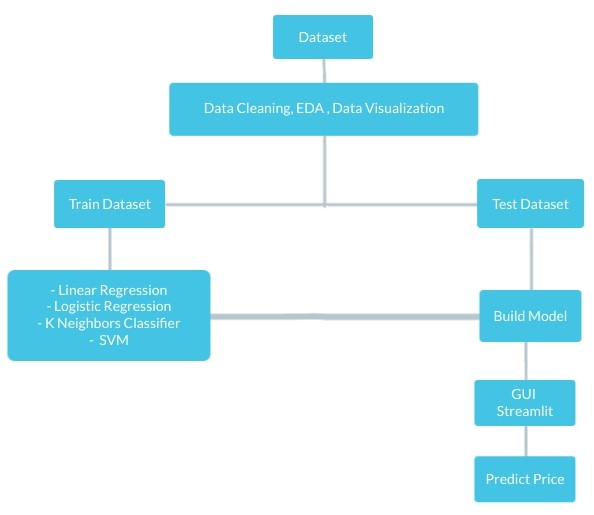 Dataset
Data Cleaning, EDA , Data Visualization
Train Dataset
Test Dataset
- Linear Regression
- Logistic Regression
- K Neighbors Classifier
- SVM
Build Model
GUI
Streamlit
Predict Price